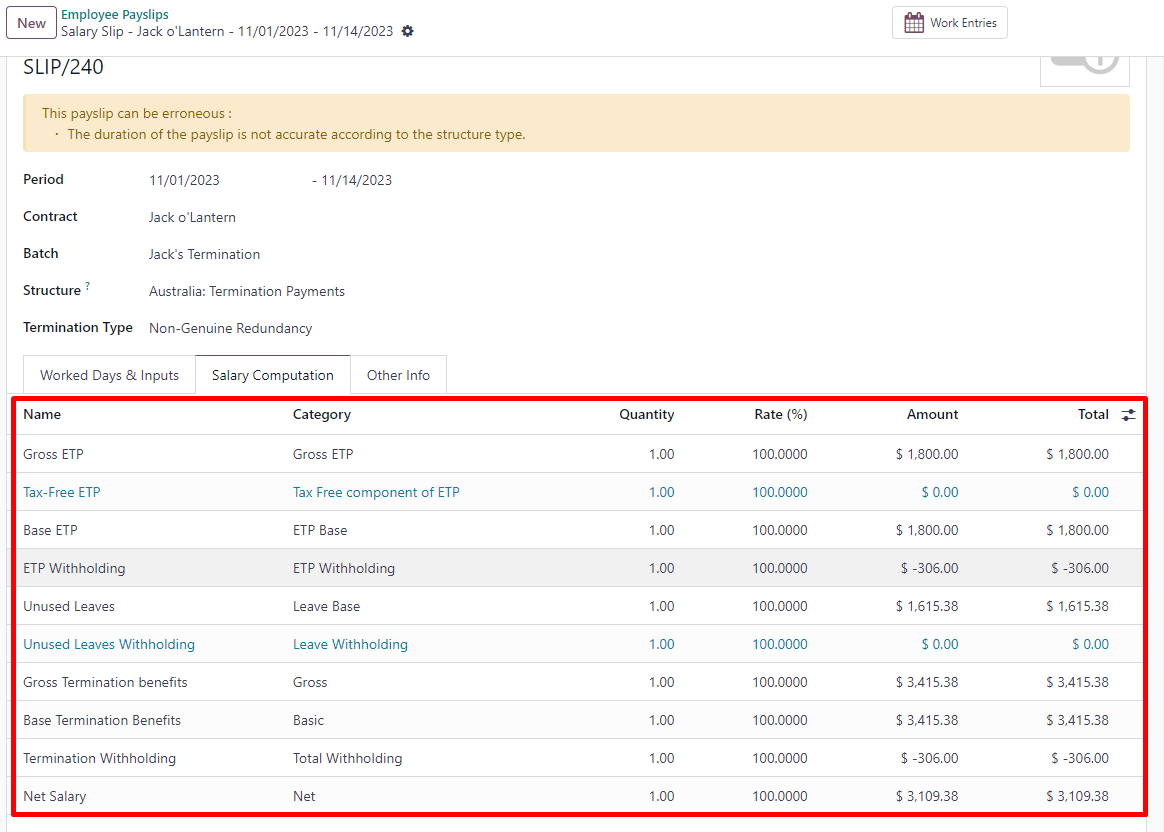 New
Employee Payslips
Salary Slip - Jack o'Lantern - 11/01/2023 - 11/14/2023
Work Entries
SLIP/240
This payslip can be erroneous :
· The duration of the payslip is not accurate according to the structure type.
Period 11/01/2023 - 11/14/2023
Contract Jack o'Lantern
Batch Jack's Termination
Structure ? Australia: Termination Payments
Termination Type Non-Genuine Redundancy
Worked Days & Inputs Salary Computation Other Info
Name Category Quantity Rate (%) Amount Total
Gross ETP Gross ETP 1.00 100.0000 $ 1,800.00 $ 1,800.00
Tax-Free ETP Tax Free component of ETP 1.00 100.0000 $ 0.00 $ 0.00
Base ETP ETP Base 1.00 100.0000 $ 1,800.00 $ 1,800.00
ETP Withholding ETP Withholding 1.00 100.0000 $ -306.00 $ -306.00
Unused Leaves Leave Base 1.00 100.0000 $ 1,615.38 $ 1,615.38
Unused Leaves Withholding Leave Withholding 1.00 100.0000 $ 0.00 $ 0.00
Gross Termination benefits Gross 1.00 100.0000 $ 3,415.38 $ 3,415.38
Base Termination Benefits Basic 1.00 100.0000 $ 3,415.38 $ 3,415.38
Termination Withholding Total Withholding 1.00 100.0000 $ -306.00 $ -306.00
Net Salary Net 1.00 100.0000 $ 3,109.38 $ 3,109.38